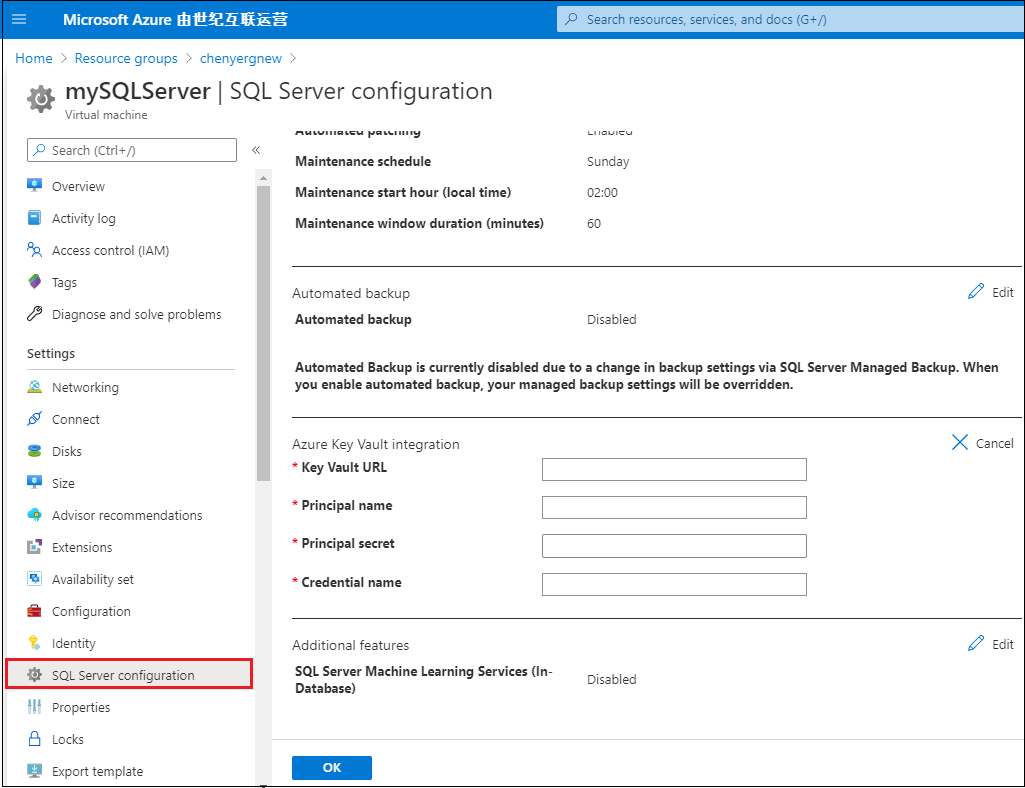 Microsoft Azure 由世纪互联运营
Search resources, services, and docs (G+/)
Home > Resource groups > chenyergnew >
mySQLServer | SQL Server configuration
Virtual machine
Search (Ctrl+/)
«
Overview
Activity log
Access control (IAM)
Tags
Diagnose and solve problems
Settings
Networking
Connect
Disks
Size
Advisor recommendations
Extensions
Availability set
Configuration
Identity
SQL Server configuration
Properties
Locks
Export template
Automated patching Enabled
Maintenance schedule Sunday
Maintenance start hour (local time) 02:00
Maintenance window duration (minutes) 60
Automated backup Edit
Automated backup Disabled
Automated Backup is currently disabled due to a change in backup settings via SQL Server Managed Backup. When
you enable automated backup, your managed backup settings will be overridden.
Azure Key Vault integration Cancel
* Key Vault URL
* Principal name
* Principal secret
* Credential name
Additional features Edit
SQL Server Machine Learning Services (In-
Database) Disabled
OK